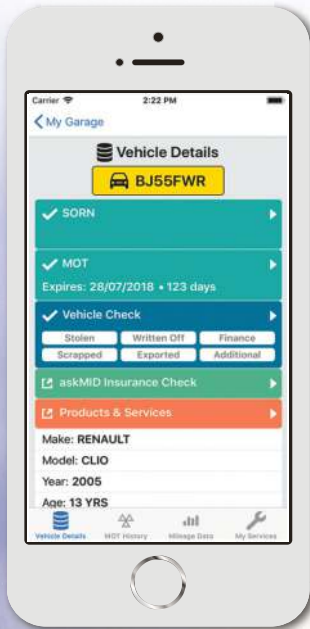 Carrier 2:22 PM
My Garage
Vehicle Details
BJ55FWR
SORN
MOT
Expires: 28/07/2018 • 123 days
Vehicle Check
Stolen Written Off Finance
Scrapped Exported Additional
askMID Insurance Check
Products & Services
Make: RENAULT
Model: CLIO
Year: 2005
Age: 13 YRS
Vehicle Details MOT History Mileage Data My Services